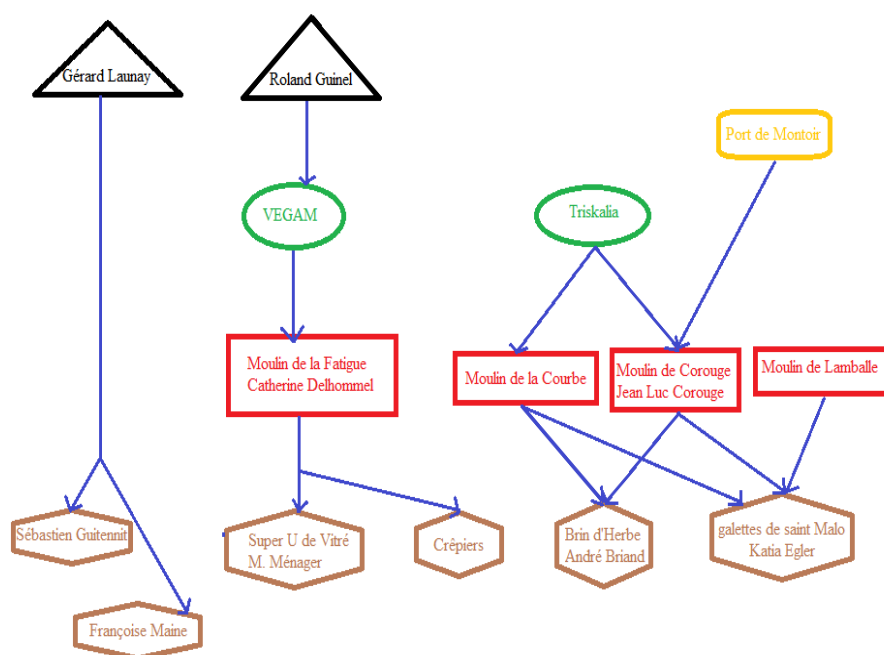 Gérard Launay
Roland Guinel
Port de Montoir
VEGAM
Triskalia
Moulin de la Fatigue
Catherine Delhommel
Moulin de la Courbe
Moulin de Corouge
Jean Luc Corouge
Moulin de Lamballe
Sébastien Guitennit
Super U de Vitré
M. Ménager
Crêpiers
Brin d'Herbe
André Briand
galettes de saint Malo
Katia Egler
Françoise Maine